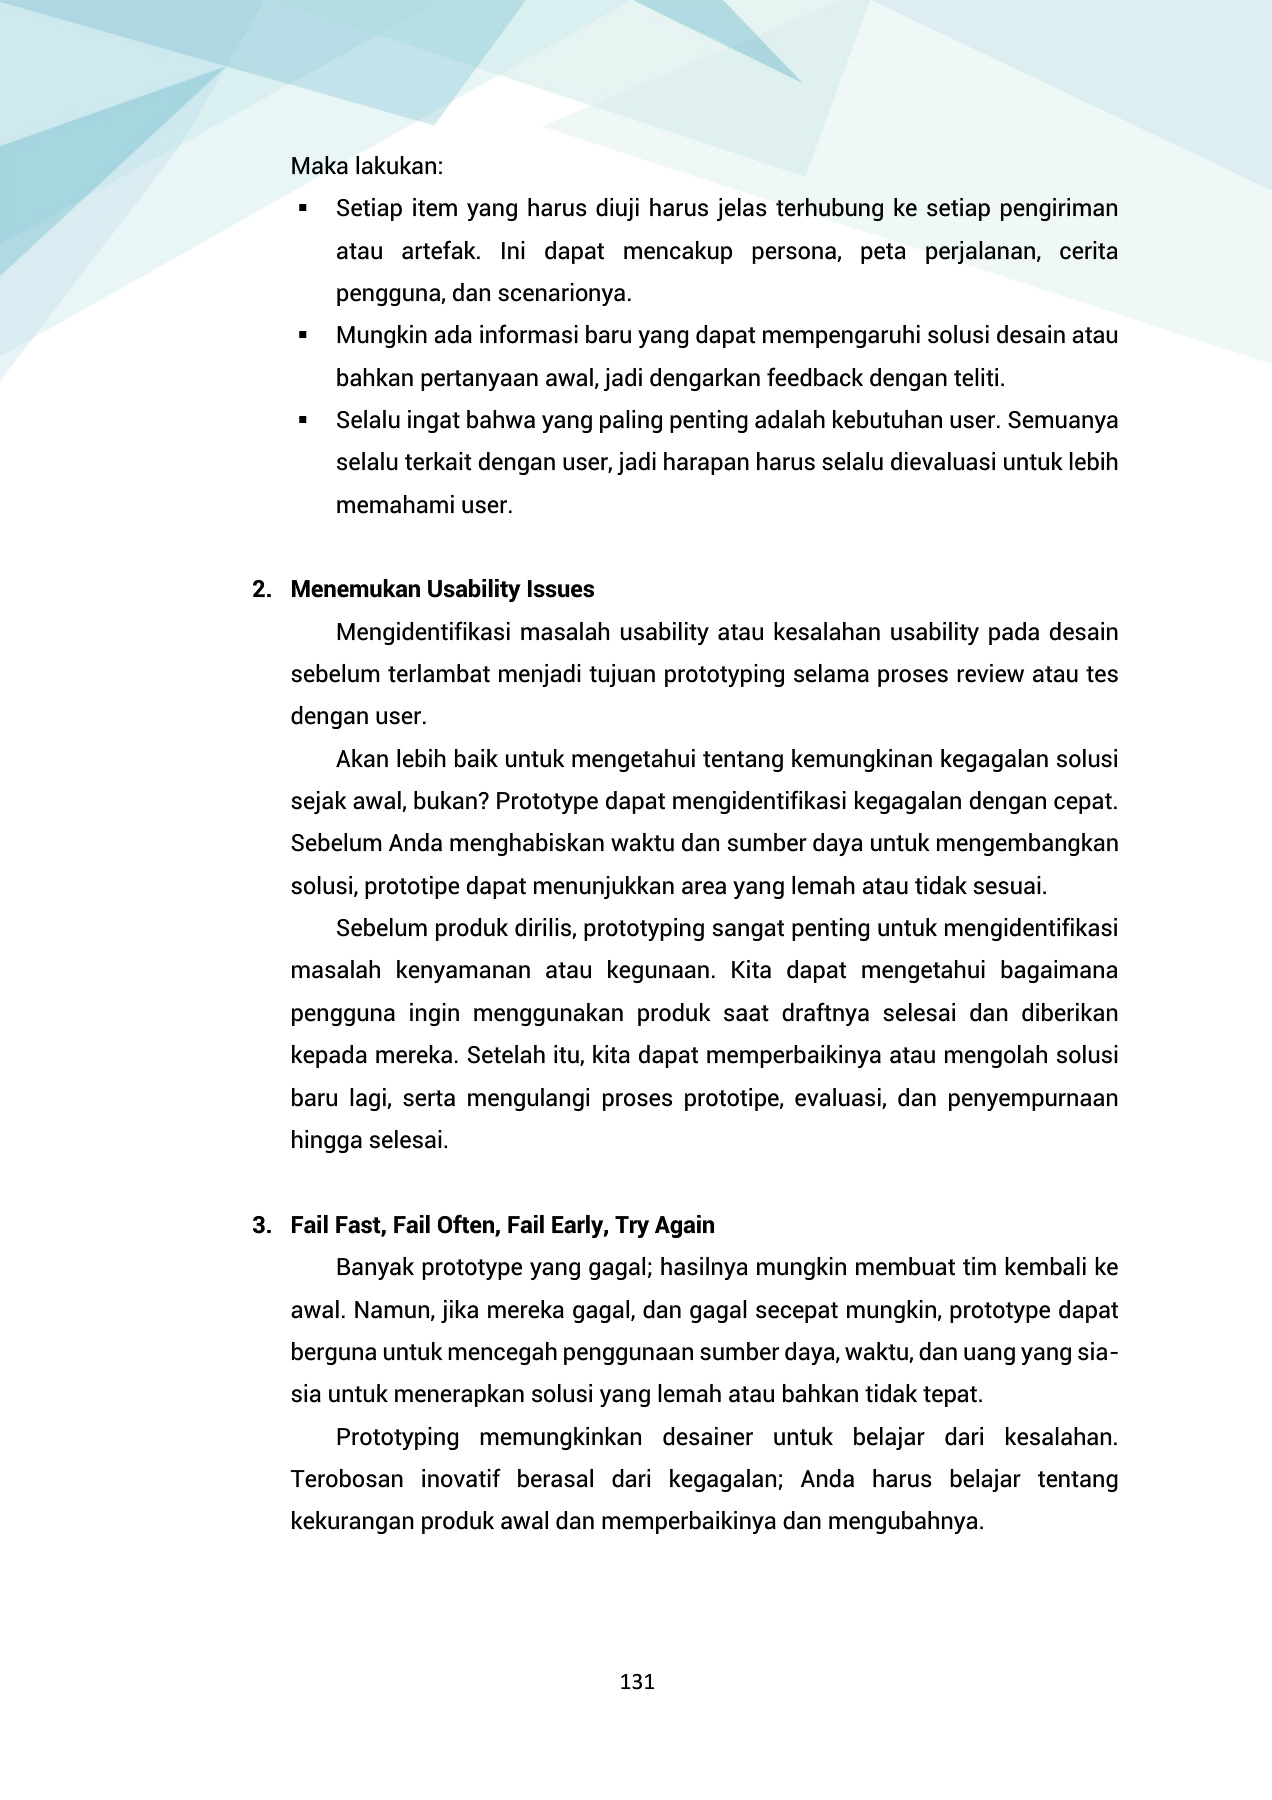 Maka lakukan:
▪ Setiap item yang harus diuji harus jelas terhubung ke setiap pengiriman
atau artefak. Ini dapat mencakup persona, peta perjalanan, cerita
pengguna, dan scenarionya.
▪ Mungkin ada informasi baru yang dapat mempengaruhi solusi desain atau
bahkan pertanyaan awal, jadi dengarkan feedback dengan teliti.
▪ Selalu ingat bahwa yang paling penting adalah kebutuhan user. Semuanya
selalu terkait dengan user, jadi harapan harus selalu dievaluasi untuk lebih
memahami user.
2. Menemukan Usability Issues
Mengidentifikasi masalah usability atau kesalahan usability pada desain
sebelum terlambat menjadi tujuan prototyping selama proses review atau tes
dengan user.
Akan lebih baik untuk mengetahui tentang kemungkinan kegagalan solusi
sejak awal, bukan? Prototype dapat mengidentifikasi kegagalan dengan cepat.
Sebelum Anda menghabiskan waktu dan sumber daya untuk mengembangkan
solusi, prototipe dapat menunjukkan area yang lemah atau tidak sesuai.
Sebelum produk dirilis, prototyping sangat penting untuk mengidentifikasi
masalah kenyamanan atau kegunaan. Kita dapat mengetahui bagaimana
pengguna ingin menggunakan produk saat draftnya selesai dan diberikan
kepada mereka. Setelah itu, kita dapat memperbaikinya atau mengolah solusi
baru lagi, serta mengulangi proses prototipe, evaluasi, dan penyempurnaan
hingga selesai.
3. Fail Fast, Fail Often, Fail Early, Try Again
Banyak prototype yang gagal; hasilnya mungkin membuat tim kembali ke
awal. Namun, jika mereka gagal, dan gagal secepat mungkin, prototype dapat
berguna untuk mencegah penggunaan sumber daya, waktu, dan uang yang sia-
sia untuk menerapkan solusi yang lemah atau bahkan tidak tepat.
Prototyping memungkinkan desainer untuk belajar dari kesalahan.
Terobosan inovatif berasal dari kegagalan; Anda harus belajar tentang
kekurangan produk awal dan memperbaikinya dan mengubahnya.
131